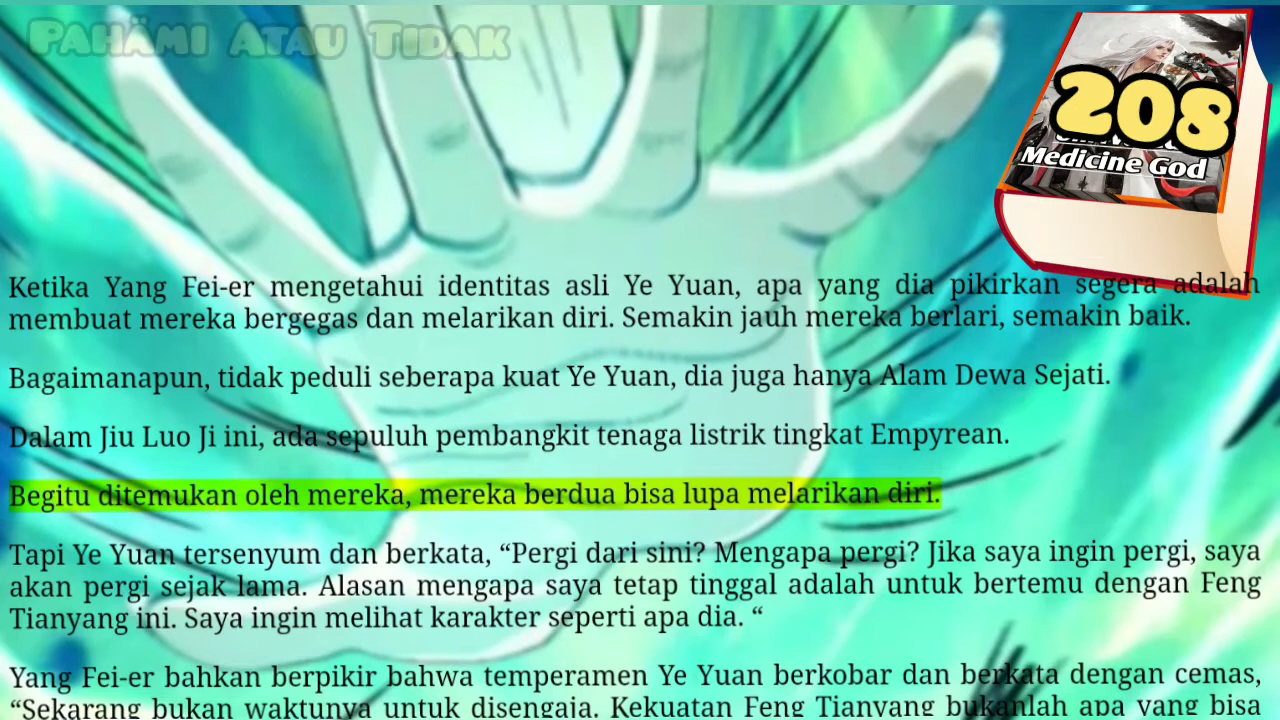 PAHAMI ATAU TIDAK
208
Medicine God
Ketika Yang Fei-er mengetahui identitas asli Ye Yuan, apa yang dia pikirkan segera adalah
membuat mereka bergegas dan melarikan diri. Semakin jauh mereka berlari, semakin baik.
Bagaimanapun, tidak peduli seberapa kuat Ye Yuan, dia juga hanya Alam Dewa Sejati.
Dalam Jiu Luo Ji ini, ada sepuluh pembangkit tenaga listrik tingkat Empyrean.
Begitu ditemukan oleh mereka, mereka berdua bisa lupa melarikan diri.
Tapi Ye Yuan tersenyum dan berkata, “Pergi dari sini? Mengapa pergi? Jika saya ingin pergi, saya
akan pergi sejak lama. Alasan mengapa saya tetap tinggal adalah untuk bertemu dengan Feng
Tianyang ini. Saya ingin melihat karakter seperti apa dia. “
Yang Fei-er bahkan berpikir bahwa temperamen Ye Yuan berkobar dan berkata dengan cemas,
“Sekarang bukan waktunya untuk disengaja. Kekuatan Feng Tianyang bukanlah apa yang bisa